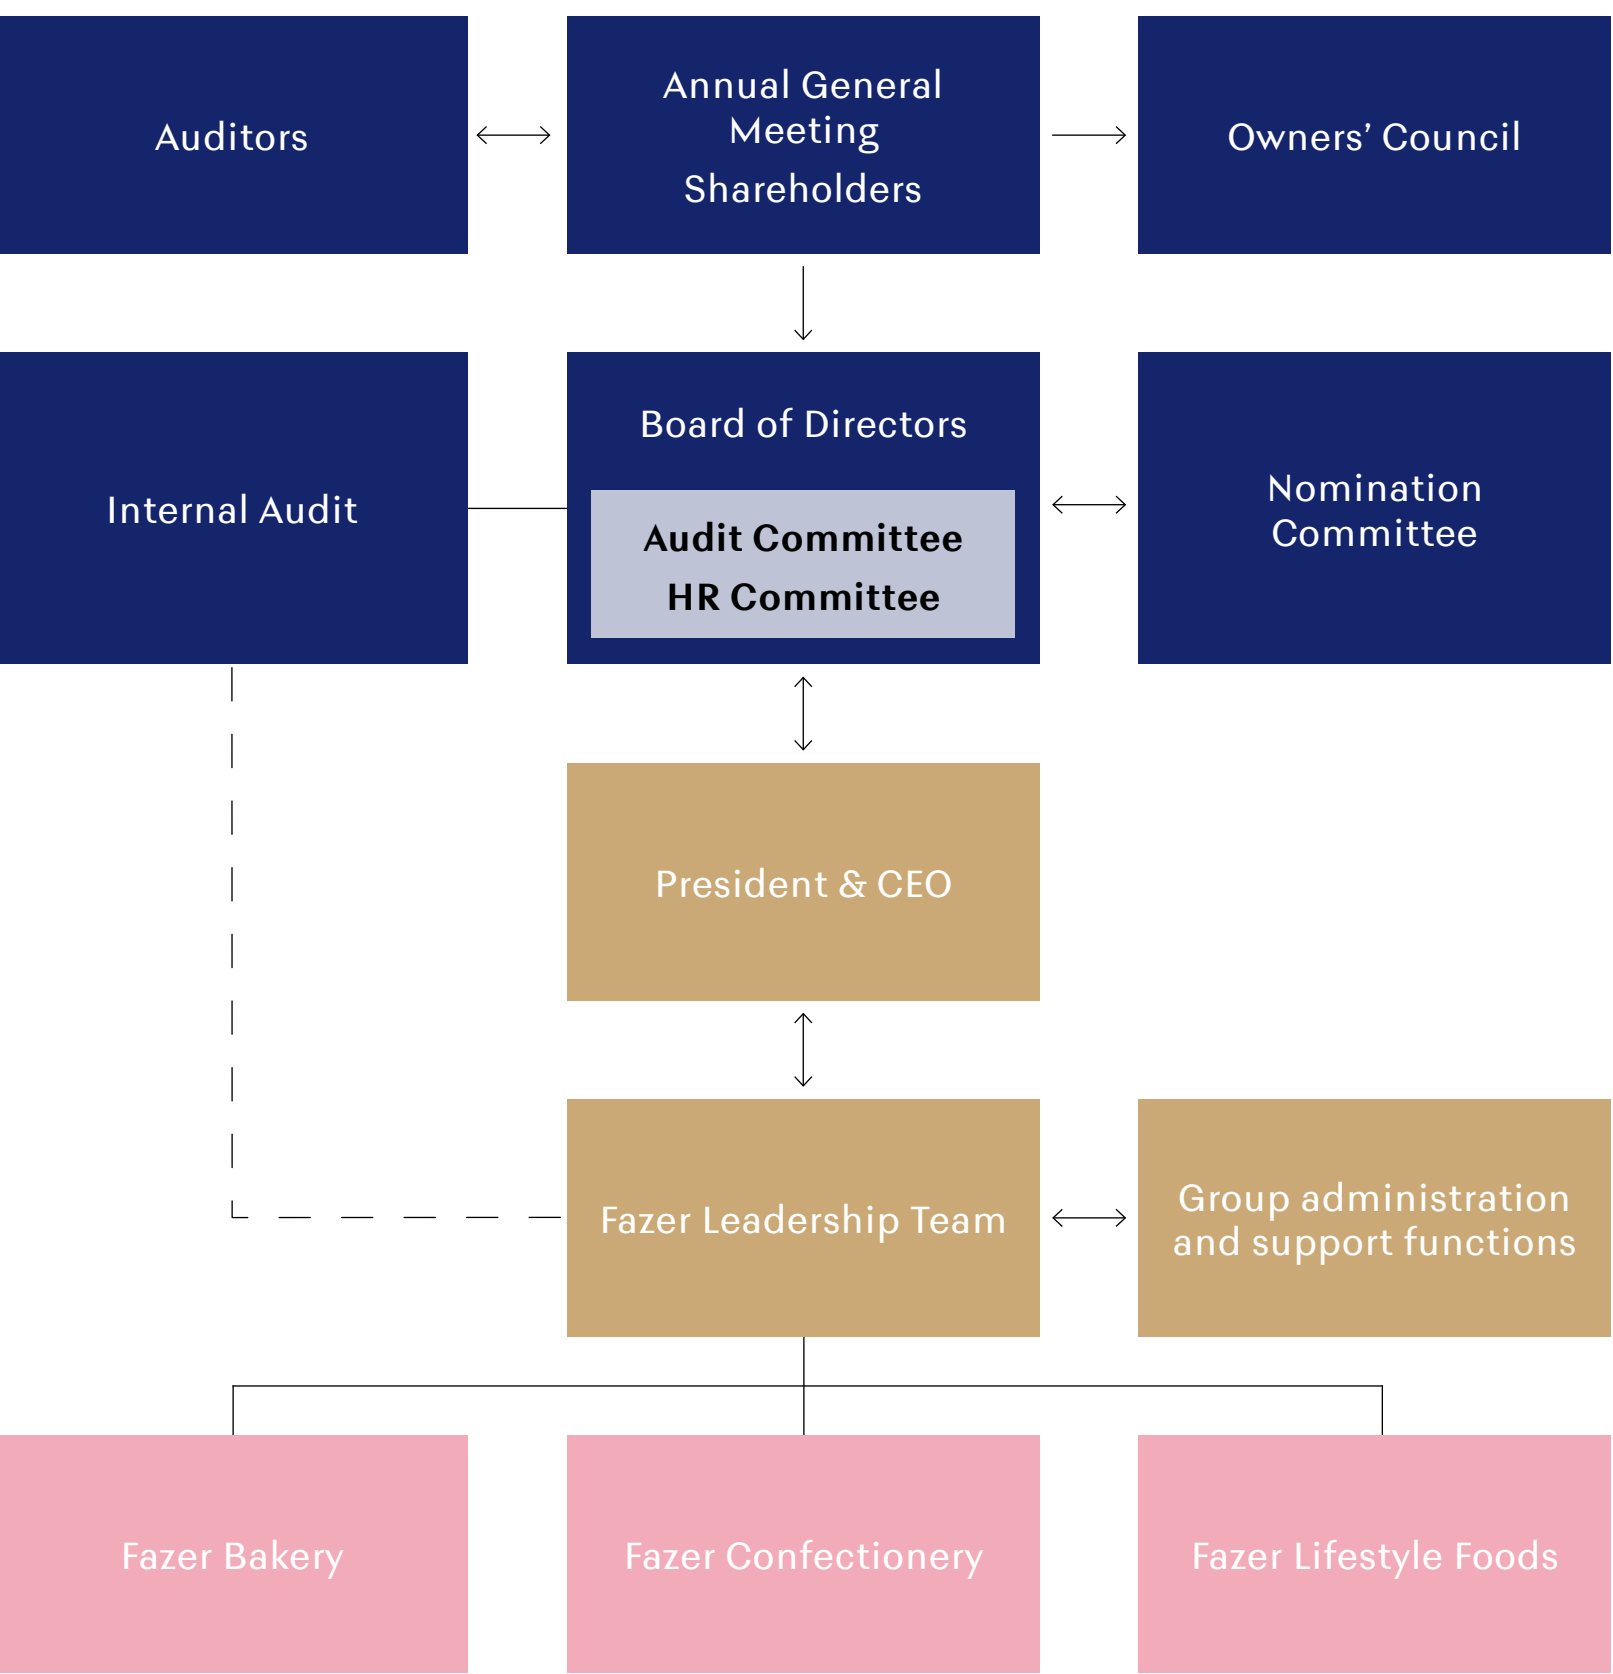 Auditors
Annual General
Meeting
Shareholders
Owners’ Council
Internal Audit
Board of Directors
Audit Committee
HR Committee
Nomination
Committee
President & CEO
Fazer Leadership Team
Group administration
and support functions
Fazer Bakery
Fazer Confectionery
Fazer Lifestyle Foods